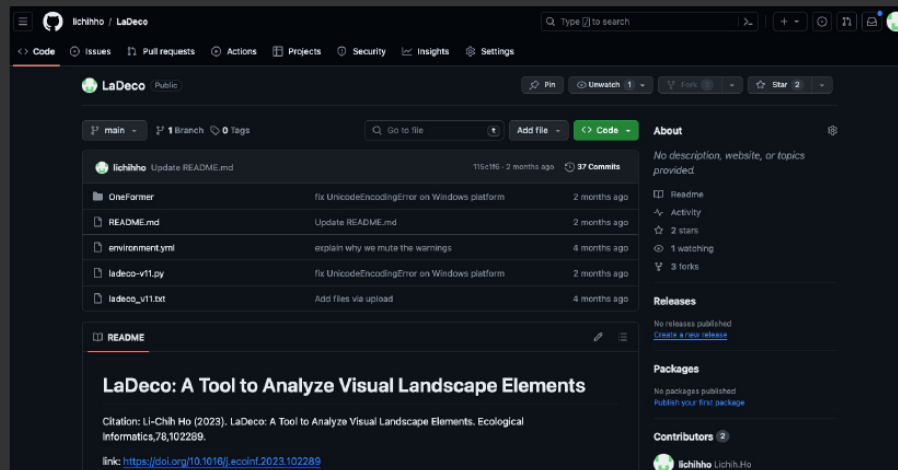 lichihho / LaDeco
Type / to search
Code Issues Pull requests Actions Projects Security Insights Settings
LaDeco Public
Pin Unwatch 1 Fork Star 2
main 1 Branch 0 Tags Go to file t Add file Code
lichihho Update README.md 115c1f6 · 2 months ago 37 Commits
OneFormer fix UnicodeEncodingError on Windows platform 2 months ago
README.md Update README.md 2 months ago
environment.yml explain why we mute the warnings 4 months ago
ladeco-v11.py fix UnicodeEncodingError on Windows platform 2 months ago
ladeco_v11.txt Add files via upload 4 months ago
README
LaDeco: A Tool to Analyze Visual Landscape Elements
Citation: Li-Chih Ho (2023). LaDeco: A Tool to Analyze Visual Landscape Elements. Ecological
Informatics,78,102289.
link: https://doi.org/10.1016/j.ecoinf.2023.102289
About
No description, website, or topics
provided.
Readme
Activity
2 stars
1 watching
3 forks
Releases
No releases published
Create a new release
Packages
No packages published
Publish your first package
Contributors 2
lichihho Lichih.Ho